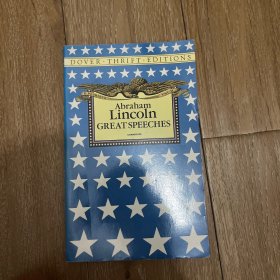 DOVER · THRIFT · EDITIONS
Abraham
Lincoln
GREAT SPEECHES